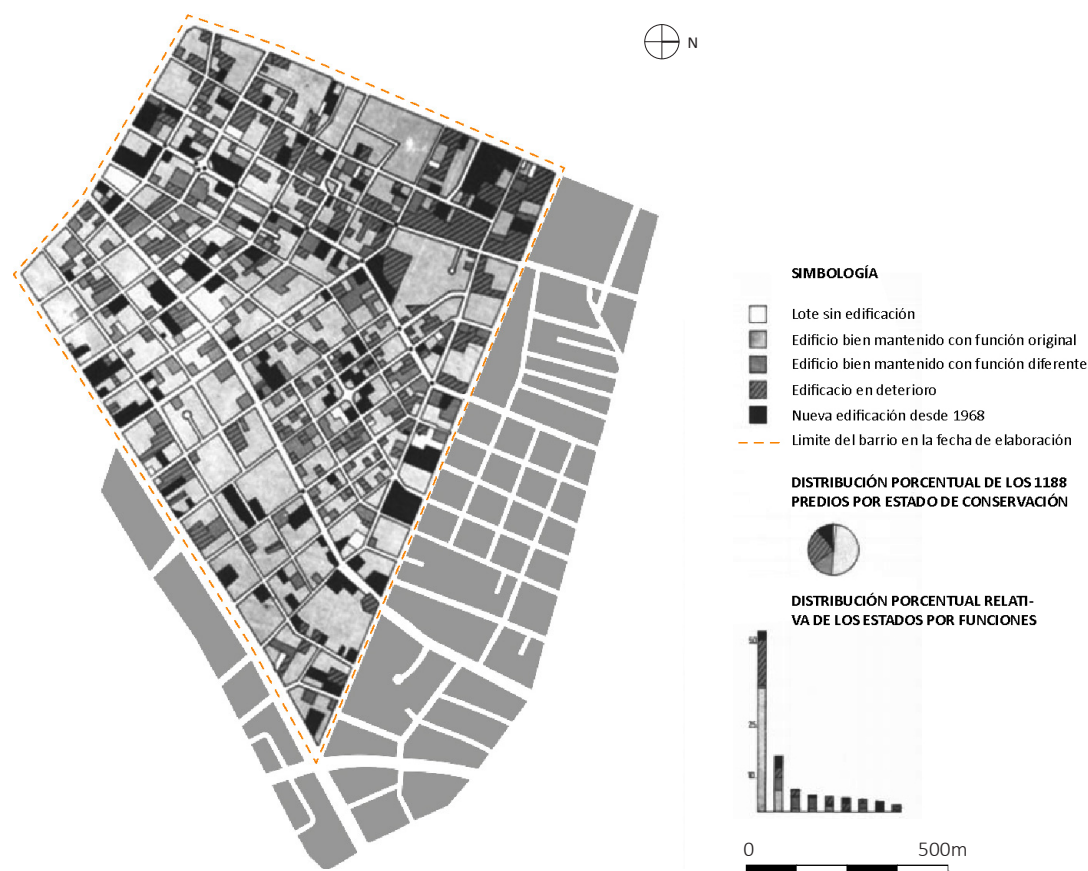 N
SIMBOLOGÍA
Lote sin edificación
Edificio bien mantenido con función original
Edificio bien mantenido con función diferente
Edificacio en deterioro
Nueva edificación desde 1968
Limite del barrio en la fecha de elaboración
DISTRIBUCIÓN PORCENTUAL DE LOS 1188
PREDIOS POR ESTADO DE CONSERVACIÓN
DISTRIBUCIÓN PORCENTUAL RELATI-
VA DE LOS ESTADOS POR FUNCIONES
50
25
10
0 500m